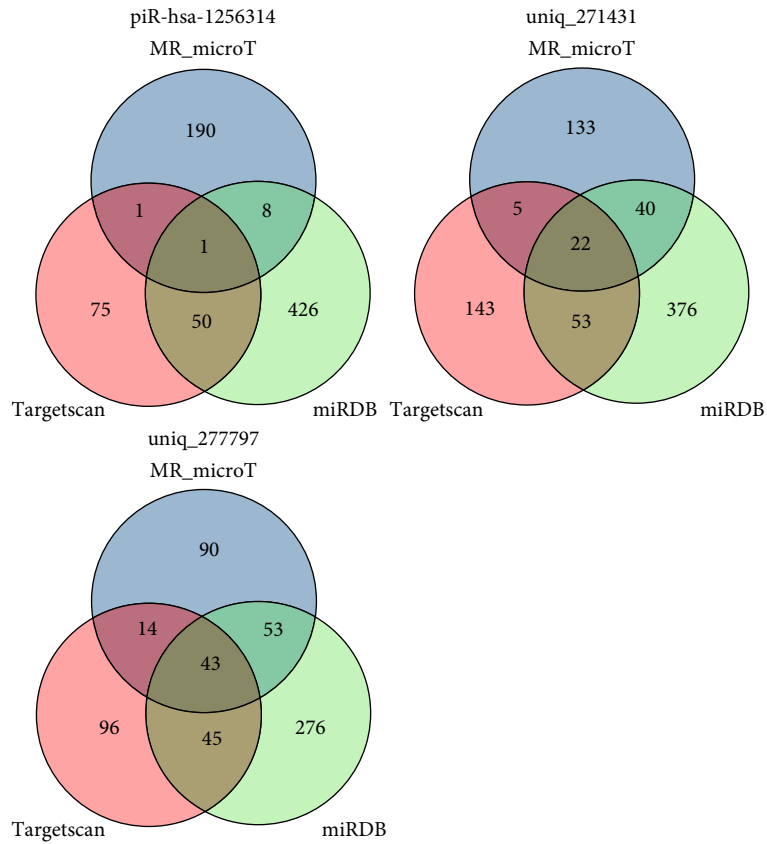 piR-hsa-1256314
MR_microT
190
1
8
1
75
50
426
Targetscan
miRDB
uniq_271431
MR_microT
133
5
40
22
143
53
376
Targetscan
miRDB
uniq_277797
MR_microT
90
14
53
43
96
45
276
Targetscan
miRDB